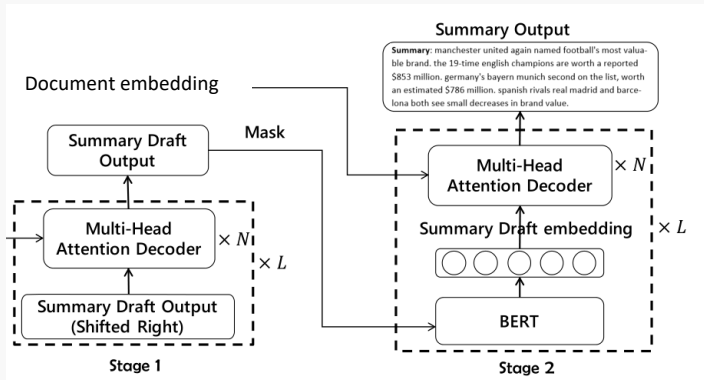 Summary Output
Summary: manchester united again named football's most valua-
ble brand. the 19-time english champions are worth a reported
$853 million. germany's bayern munich second on the list, worth
an estimated $786 million. spanish rivals real madrid and barce-
lona both see small decreases in brand value.
Document embedding
Summary Draft
Output
Mask
Multi-Head
Attention Decoder
× N
× L
Summary Draft Output
(Shifted Right)
Stage 1
Multi-Head
Attention Decoder
× N
Summary Draft embedding
× L
BERT
Stage 2